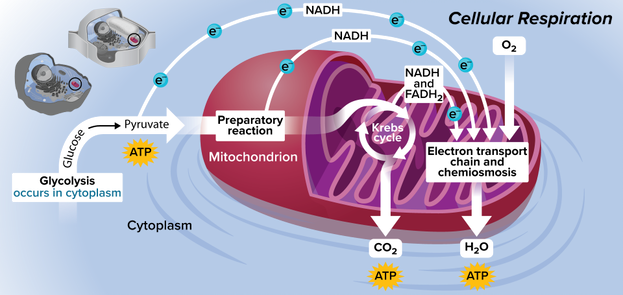 Cellular Respiration
NADH
e⁻
e⁻
e⁻
e⁻
e⁻
NADH
e⁻
e⁻
O₂
NADH
and
FADH₂
e⁻
Glucose
Pyruvate
ATP
Preparatory
reaction
Mitochondrion
Krebs
cycle
Electron transport
chain and
chemiosmosis
Glycolysis
occurs in cytoplasm
Cytoplasm
CO₂
ATP
H₂O
ATP